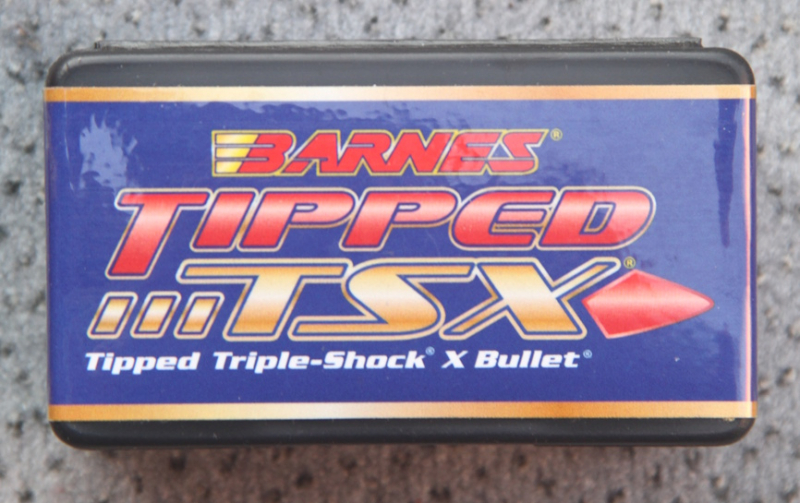 BARNES®
TIPPED
TSX®
Tipped Triple-Shock® X Bullet®